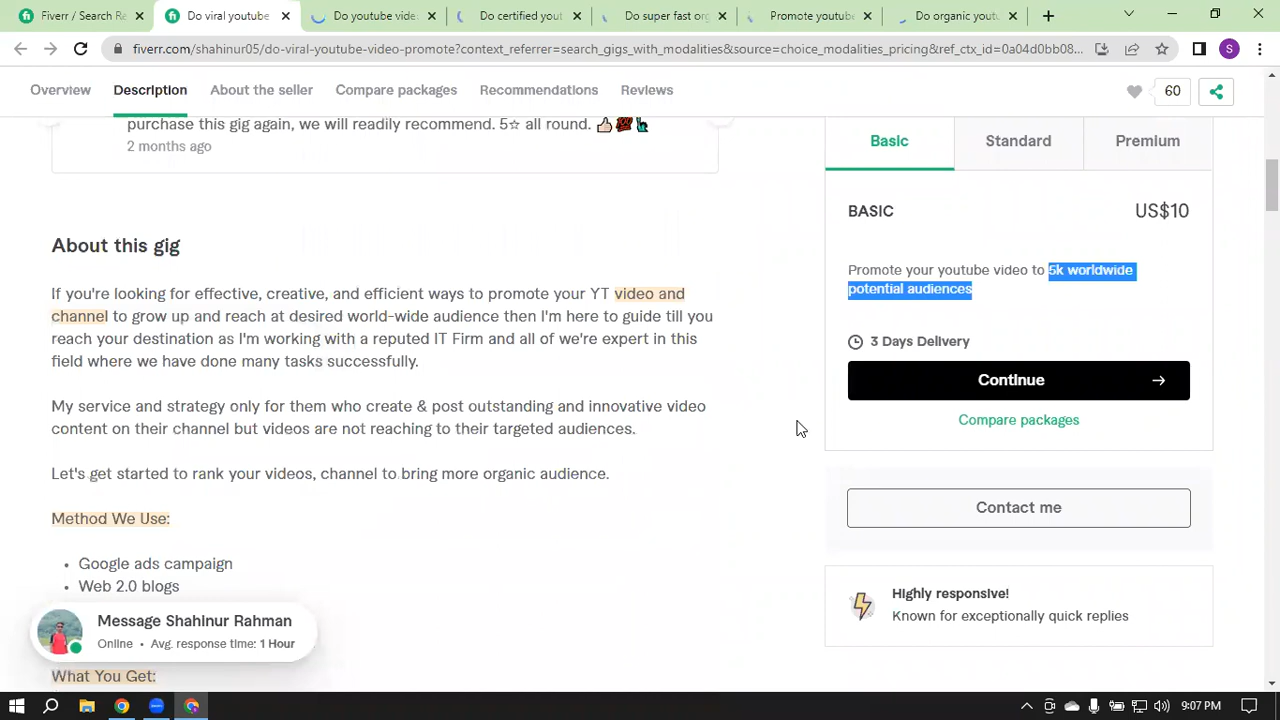 Fiverr / Search Re
Do viral youtube
Do youtube vide
Do certified yout
Do super fast org
Promote youtube
Do organic yout
fiverr.com/shahinur05/do-viral-youtube-video-promote?context_referrer=search_gigs_with_modalities&source=choice_modalities_pricing&ref_ctx_id=0a04d0bb08...
S
Overview
Description
About the seller
Compare packages
Recommendations
Reviews
60
purchase this gig again, we will readily recommend. 5☆ all round. 👍🏻💯🗽
2 months ago
Basic
Standard
Premium
BASIC
US$10
Promote your youtube video to 5k worldwide
potential audiences
3 Days Delivery
Continue
Compare packages
Contact me
Highly responsive!
Known for exceptionally quick replies
About this gig
If you're looking for effective, creative, and efficient ways to promote your YT video and
channel to grow up and reach at desired world-wide audience then I'm here to guide till you
reach your destination as I'm working with a reputed IT Firm and all of we're expert in this
field where we have done many tasks successfully.
My service and strategy only for them who create & post outstanding and innovative video
content on their channel but videos are not reaching to their targeted audiences.
Let's get started to rank your videos, channel to bring more organic audience.
Method We Use:
• Google ads campaign
• Web 2.0 blogs
Message Shahinur Rahman
Online • Avg. response time: 1 Hour
What You Get:
9:07 PM